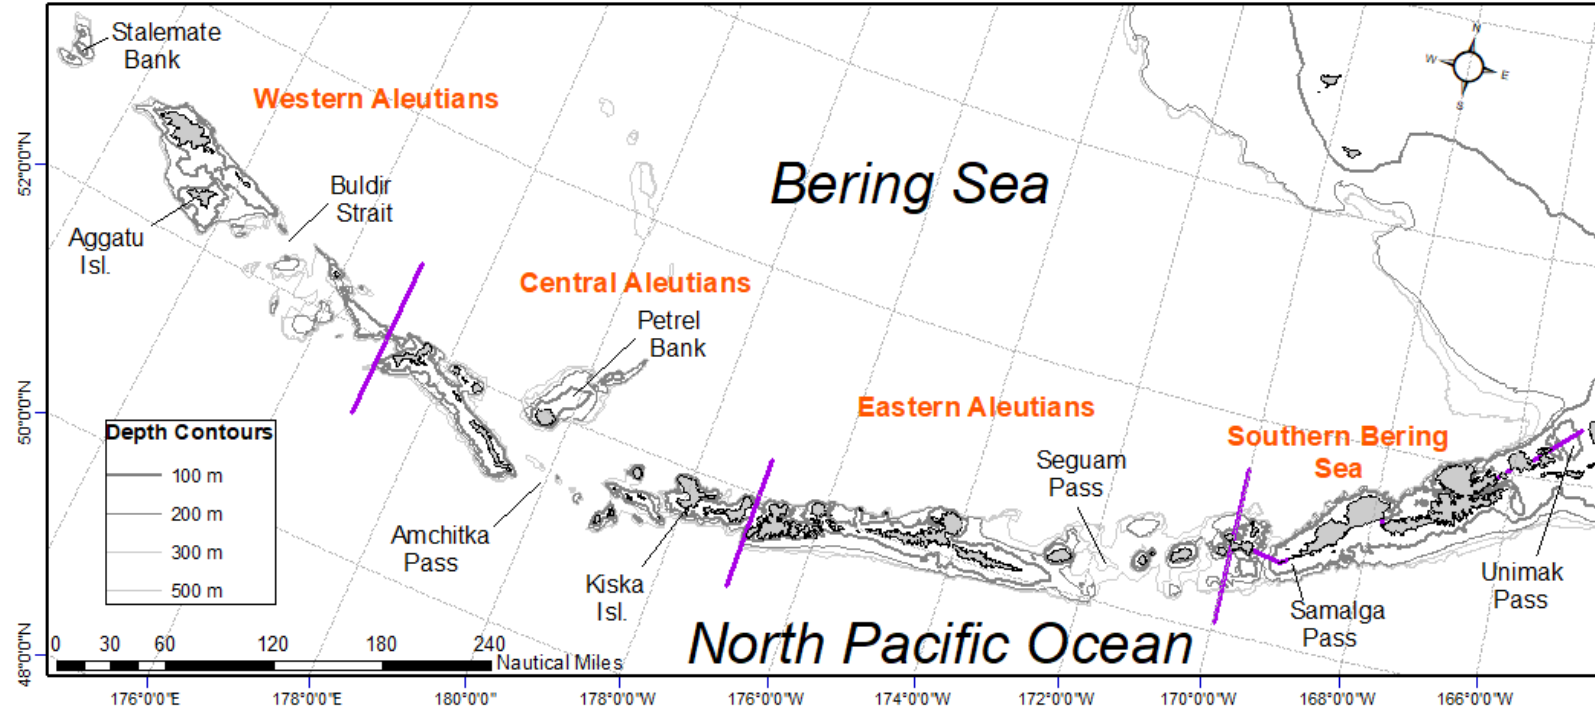 Stalemate
Bank
Western Aleutians
N
W
E
S
52°0'0"N
Bering Sea
Buldir
Strait
Aggatu
Isl.
Central Aleutians
Petrel
Bank
50°0'0"N
Eastern Aleutians
Southern Bering
Sea
Depth Contours
100 m
200 m
300 m
500 m
Seguam
Pass
Amchitka
Pass
Kiska
Isl.
Unimak
Pass
Samalga
Pass
North Pacific Ocean
0 30 60 120 180 240
Nautical Miles
48°0'0"N
176°0'0"E 178°0'0"E 180°0'0" 178°0'0"W 176°0'0"W 174°0'0"W 172°0'0"W 170°0'0"W 168°0'0"W 166°0'0"W